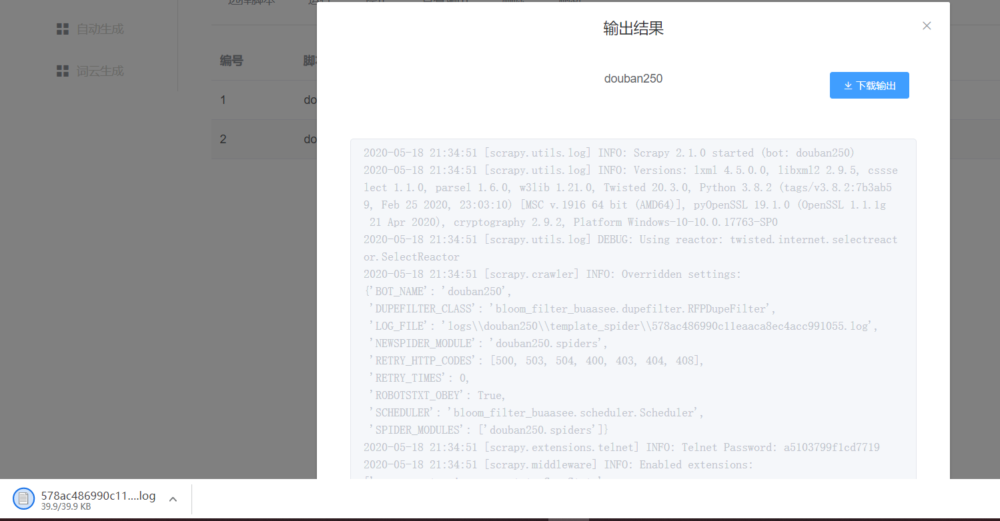 自动生成
词云生成
编号
1
do
2
do
输出结果
douban250
下载输出
2020-05-18 21:34:51 [scrapy.utils.log] INFO: Scrapy 2.1.0 started (bot: douban250)
2020-05-18 21:34:51 [scrapy.utils.log] INFO: Versions: lxml 4.5.0.0, libxml2 2.9.5, cssse
lect 1.1.0, parsel 1.6.0, w3lib 1.21.0, Twisted 20.3.0, Python 3.8.2 (tags/v3.8.2:7b3ab5
9, Feb 25 2020, 23:03:10) [MSC v.1916 64 bit (AMD64)], pyOpenSSL 19.1.0 (OpenSSL 1.1.1g
21 Apr 2020), cryptography 2.9.2, Platform Windows-10-10.0.17763-SP0
2020-05-18 21:34:51 [scrapy.utils.log] DEBUG: Using reactor: twisted.internet.selectreact
or.SelectReactor
2020-05-18 21:34:51 [scrapy.crawler] INFO: Overridden settings:
{'BOT_NAME': 'douban250',
'DUPEFILTER_CLASS': 'bloom_filter_buaasee.dupefilter.RFPDupeFilter',
'LOG_FILE': 'logs\\douban250\\template_spider\\578ac486990c11eaaca8ec4acc991055.log',
'NEWSPIDER_MODULE': 'douban250.spiders',
'RETRY_HTTP_CODES': [500, 503, 504, 400, 403, 404, 408],
'RETRY_TIMES': 0,
'ROBOTSTXT_OBEY': True,
'SCHEDULER': 'bloom_filter_buaasee.scheduler.Scheduler',
'SPIDER_MODULES': ['douban250.spiders']}
2020-05-18 21:34:51 [scrapy.extensions.telnet] INFO: Telnet Password: a5103799f1cd7719
2020-05-18 21:34:51 [scrapy.middleware] INFO: Enabled extensions:
578ac486990c11....log
39.9/39.9 KB